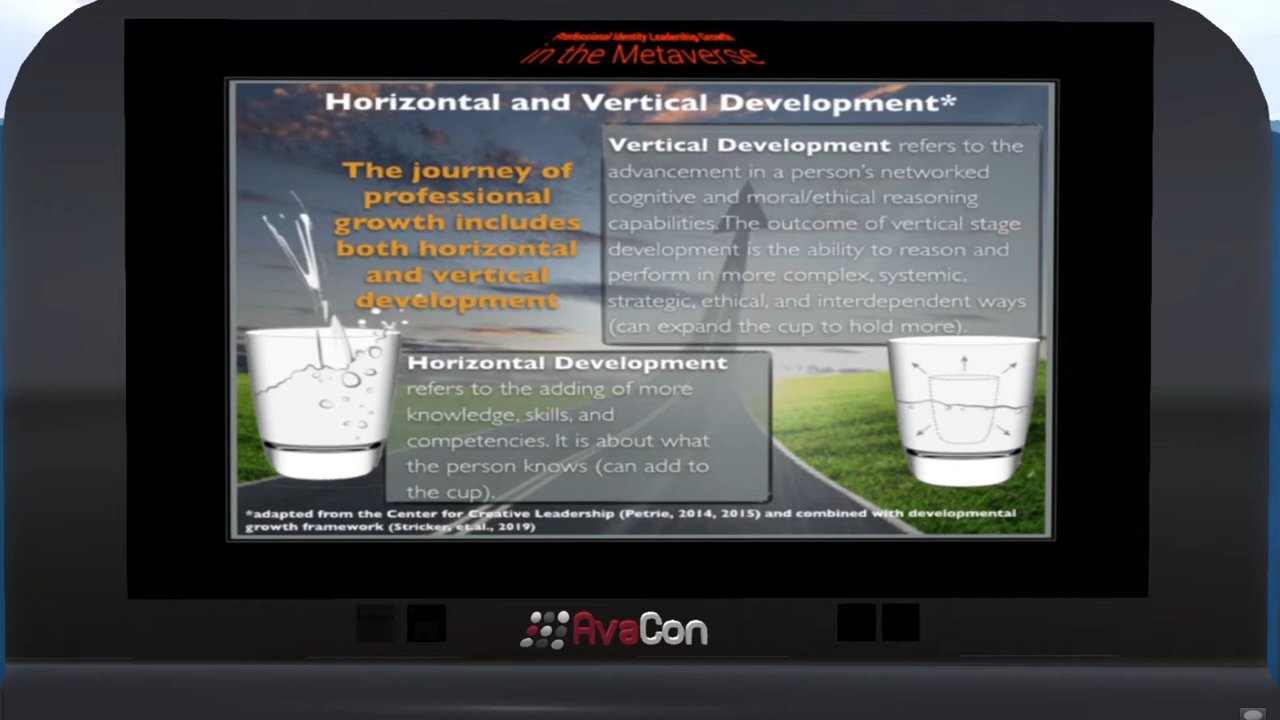 Professional Identity Leadership Growth
in the Metaverse
Horizontal and Vertical Development*
The journey of
professional
growth includes
both horizontal
and vertical
development
Vertical Development refers to the
advancement in a person's networked
cognitive and moral/ethical reasoning
capabilities. The outcome of vertical stage
development is the ability to reason and
perform in more complex, systemic,
strategic, ethical, and interdependent ways
(can expand the cup to hold more).
Horizontal Development
refers to the adding of more
knowledge, skills, and
competencies. It is about what
the person knows (can add to
the cup).
*adapted from the Center for Creative Leadership (Petrie, 2014, 2015) and combined with developmental
growth framework (Stricker, et.al., 2019)
AvaCon